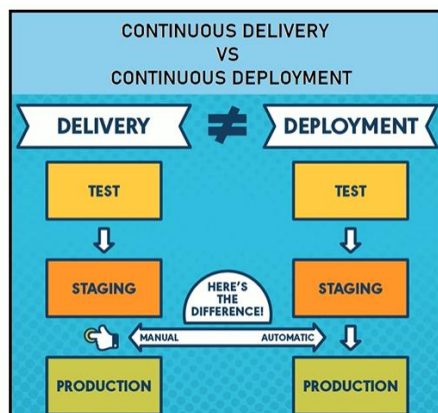 CONTINUOUS DELIVERY
VS
CONTINUOUS DEPLOYMENT
DELIVERY ≠ DEPLOYMENT
TEST
TEST
STAGING
HERE'S
THE
DIFFERENCE!
STAGING
MANUAL
AUTOMATIC
PRODUCTION
PRODUCTION